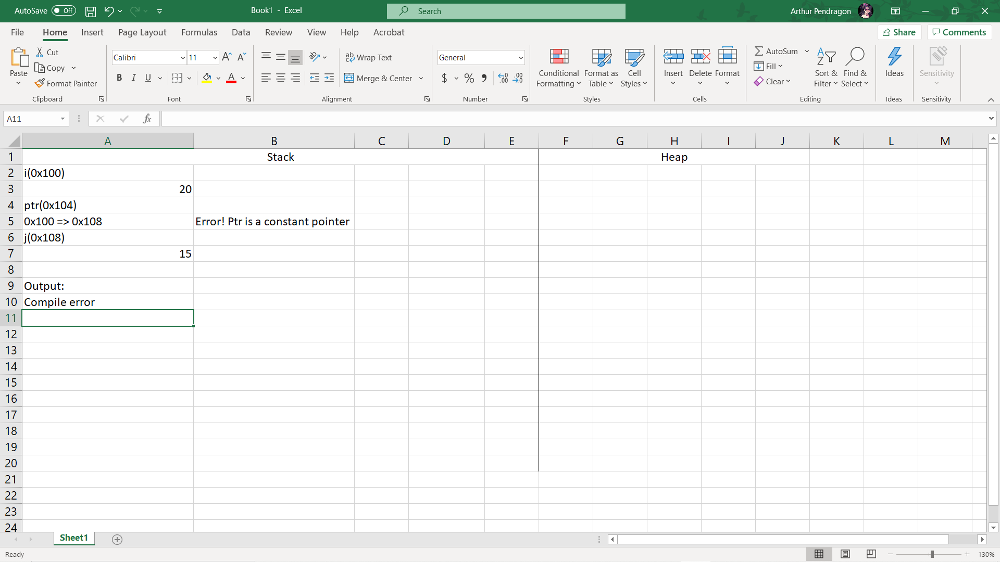 AutoSave Off
Book1 - Excel
Search
Arthur Pendragon
File Home Insert Page Layout Formulas Data Review View Help Acrobat
Share Comments
Paste
Cut
Copy
Format Painter
Clipboard
Calibri 11
A A
B I U A
Font
ab Wrap Text
Merge & Center
Alignment
General
$ % 9 .00 .00
Number
Conditional Formatting
Format as Table
Cell Styles
Styles
Insert Delete Format
Cells
AutoSum
Fill
Clear
Sort & Filter
Find & Select
Editing
Ideas
Ideas
Sensitivity
Sensitivity
A11
fx
A B C D E F G H I J K L M
1 Stack Heap
2 i(0x100)
3 20
4 ptr(0x104)
5 0x100 => 0x108 Error! Ptr is a constant pointer
6 j(0x108)
7 15
8
9 Output:
10 Compile error
11
12
13
14
15
16
17
18
19
20
21
22
23
24
Sheet1
Ready
130%